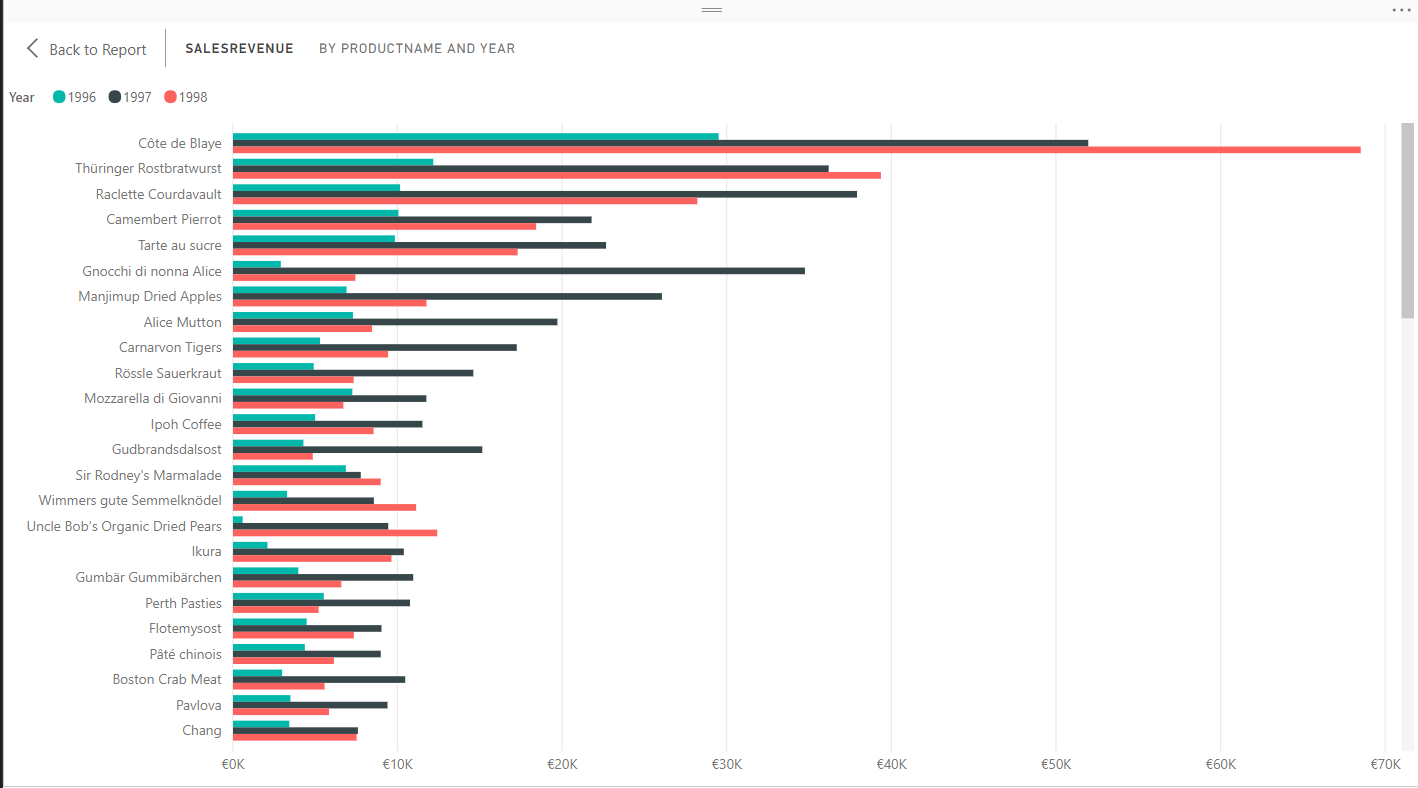 Back to Report
SALESREVENUE
BY PRODUCTNAME AND YEAR
Year 1996 1997 1998
Côte de Blaye
Thüringer Rostbratwurst
Raclette Courdavault
Camembert Pierrot
Tarte au sucre
Gnocchi di nonna Alice
Manjimup Dried Apples
Alice Mutton
Carnarvon Tigers
Rössle Sauerkraut
Mozzarella di Giovanni
Ipoh Coffee
Gudbrandsdalsost
Sir Rodney's Marmalade
Wimmers gute Semmelknödel
Uncle Bob's Organic Dried Pears
Ikura
Gumbär Gummibärchen
Perth Pasties
Flotemysost
Pâté chinois
Boston Crab Meat
Pavlova
Chang
€0K €10K €20K €30K €40K €50K €60K €70K